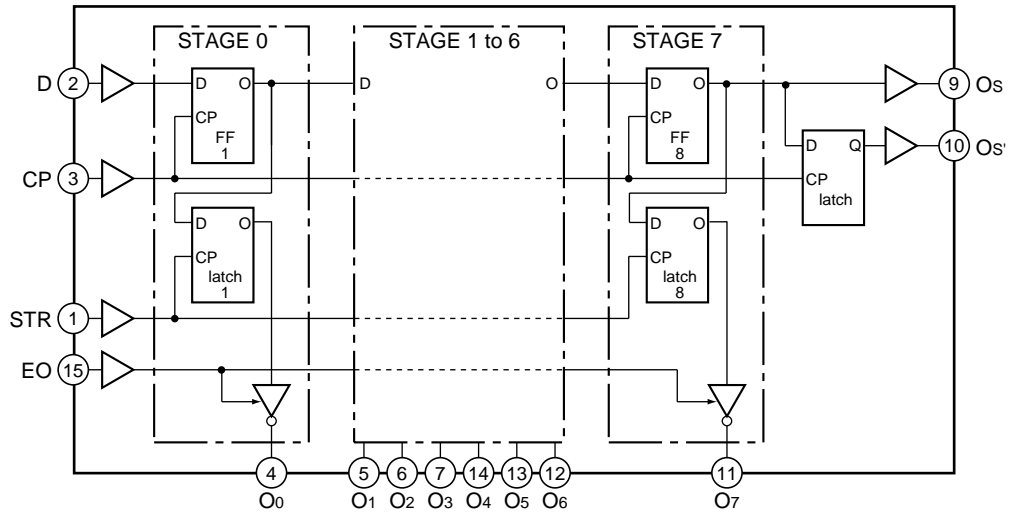 STAGE 0 STAGE 1 to 6 STAGE 7
D 2 D O D O D O 9 OS
CP FF 1 CP FF 8 D Q 10 OS'
CP 3 CP latch
D O D O
CP latch 1 CP latch 8
STR 1
EO 15
4 5 6 7 14 13 12 11
O0 O1 O2 O3 O4 O5 O6 O7